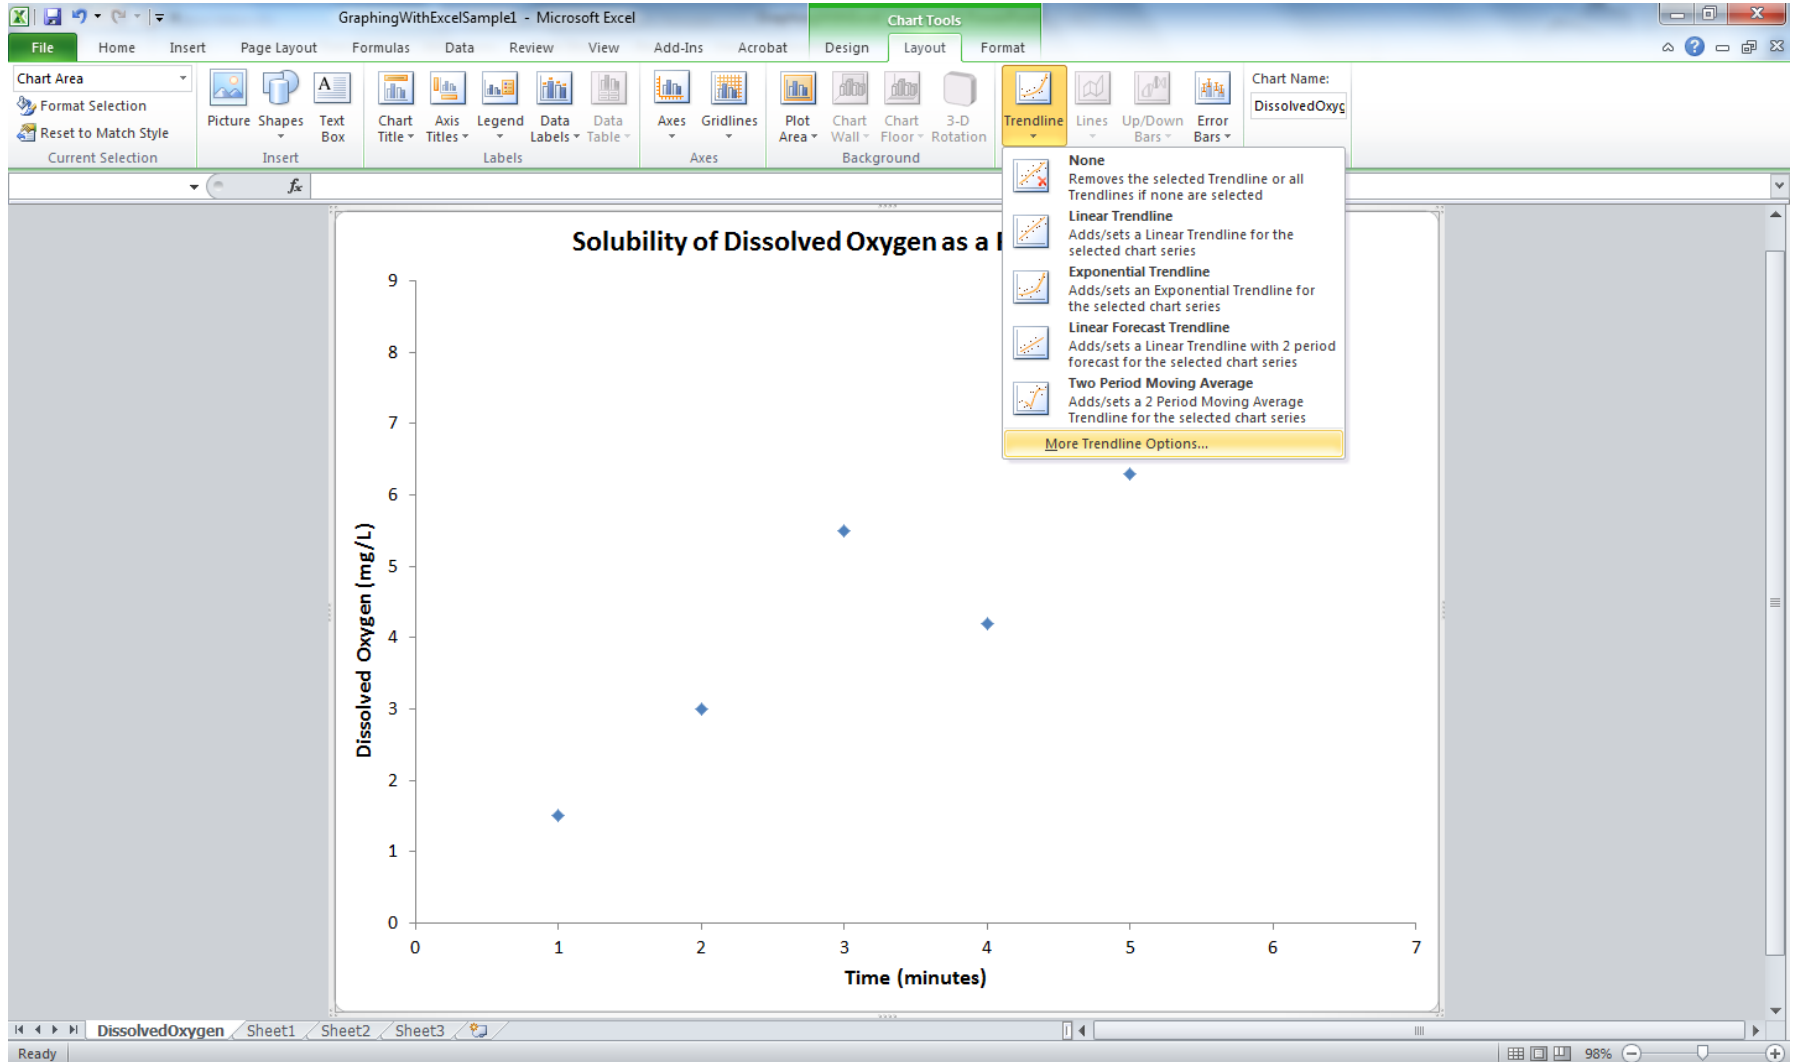 GraphingWithExcelSample1 - Microsoft Excel
Chart Tools
File Home Insert Page Layout Formulas Data Review View Add-Ins Acrobat Design Layout Format
Chart Area
Format Selection
Reset to Match Style
Current Selection
Picture Shapes Text Box
Insert
Chart Title Axis Titles Legend Data Labels Data Table
Labels
Axes Gridlines
Axes
Plot Area Chart Wall Chart Floor 3-D Rotation
Background
Trendline Lines Up/Down Bars Error Bars
Chart Name:
DissolvedOxyg
fx
None
Removes the selected Trendline or all
Trendlines if none are selected
Linear Trendline
Adds/sets a Linear Trendline for the
selected chart series
Exponential Trendline
Adds/sets an Exponential Trendline for
the selected chart series
Linear Forecast Trendline
Adds/sets a Linear Trendline with 2 period
forecast for the selected chart series
Two Period Moving Average
Adds/sets a 2 Period Moving Average
Trendline for the selected chart series
More Trendline Options...
Solubility of Dissolved Oxygen as a
9
8
7
6
5
4
3
2
1
0
Dissolved Oxygen (mg/L)
0 1 2 3 4 5 6 7
Time (minutes)
DissolvedOxygen Sheet1 Sheet2 Sheet3
Ready
98%